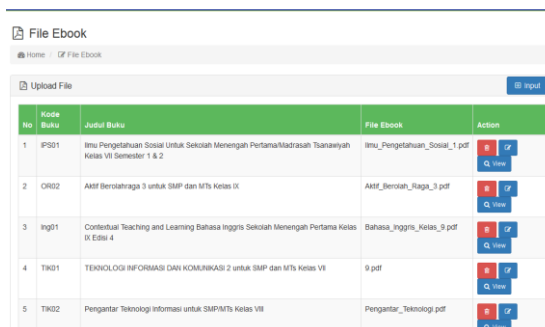 File Ebook
Home / File Ebook
Upload File
Input
No Kode Buku Judul Buku File Ebook Action
1 IPS01 Ilmu Pengetahuan Sosial Untuk Sekolah Menengah Pertama/Madrasah Tsanawiyah Ilmu_Pengetahuan_Sosial_1.pdf
Kelas VII Semester 1 & 2
View
2 OR02 Aktif Berolahraga 3 untuk SMP dan MTs Kelas IX Aktif_Berolah_Raga_3.pdf
View
3 Ing01 Contextual Teaching and Learning Bahasa Inggris Sekolah Menengah Pertama Kelas Bahasa_Inggris_Kelas_9.pdf
IX Edisi 4
View
4 TIK01 TEKNOLOGI INFORMASI DAN KOMUNIKASI 2 untuk SMP dan MTs Kelas VII 9.pdf
View
5 TIK02 Pengantar Teknologi Informasi untuk SMP/MTs Kelas VIII Pengantar_Teknologi.pdf
View